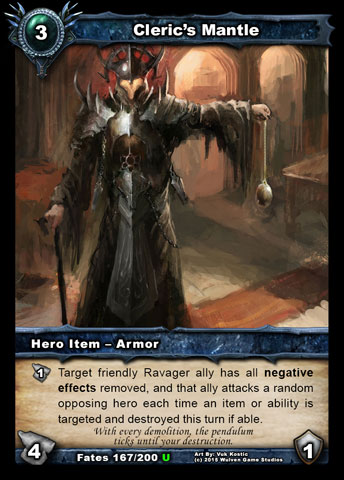 3
Cleric's Mantle
Hero Item – Armor
1 Target friendly Ravager ally has all negative
effects removed, and that ally attacks a random
opposing hero each time an item or ability is
targeted and destroyed this turn if able.
With every demolition, the pendulum
ticks until your destruction.
4
Fates 167/200 U
Art By: Vuk Kostic
(c) 2015 Wulven Game Studios
1